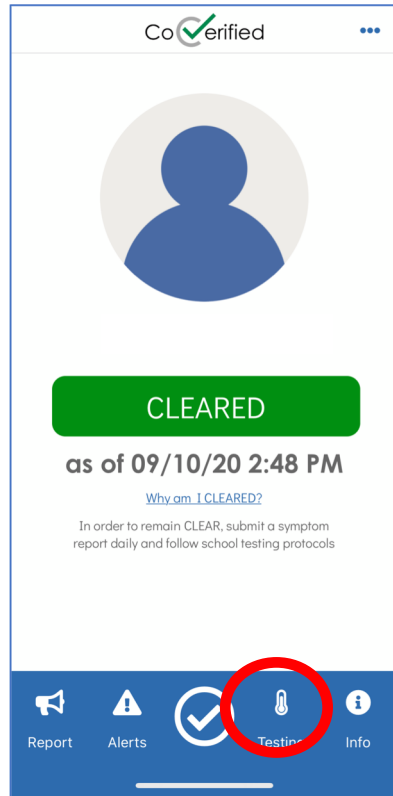 CoVerified
CLEARED
as of 09/10/20 2:48 PM
Why am I CLEARED?
In order to remain CLEAR, submit a symptom
report daily and follow school testing protocols
Report Alerts Testing Info